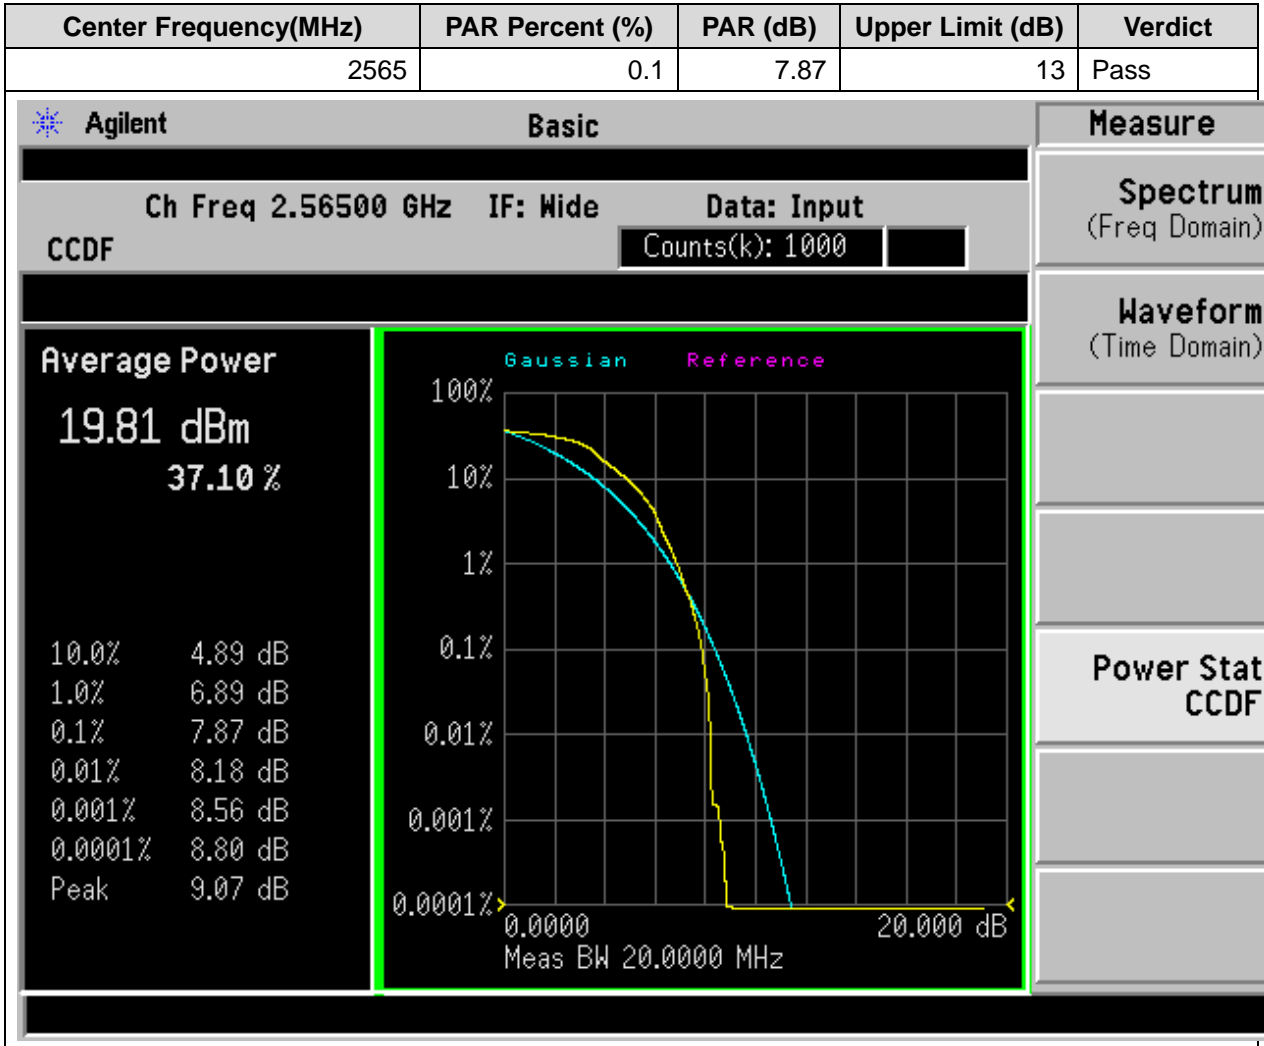 Center Frequency(MHz) PAR Percent (%) PAR (dB) Upper Limit (dB) Verdict
2565 0.1 7.87 13 Pass
Agilent Basic Measure
Ch Freq 2.56500 GHz IF: Wide Data: Input
CCDF Counts(k): 1000
Spectrum
(Freq Domain)
Waveform
(Time Domain)
Power Stat
CCDF
Average Power
19.81 dBm
37.10 %
10.0% 4.89 dB
1.0% 6.89 dB
0.1% 7.87 dB
0.01% 8.18 dB
0.001% 8.56 dB
0.0001% 8.80 dB
Peak 9.07 dB
Gaussian Reference
100%
10%
1%
0.1%
0.01%
0.001%
0.0001%
0.0000 20.000 dB
Meas BW 20.0000 MHz